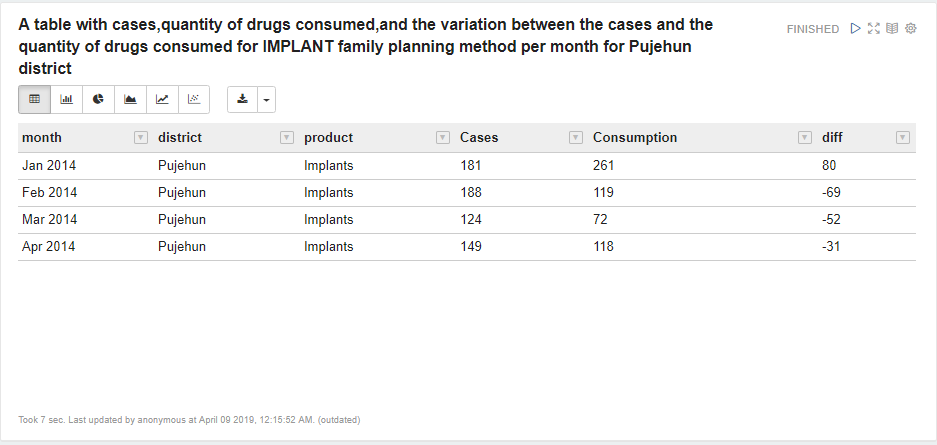 A table with cases,quantity of drugs consumed,and the variation between the cases and the
quantity of drugs consumed for IMPLANT family planning method per month for Pujehun
district
FINISHED
month district product Cases Consumption diff
Jan 2014 Pujehun Implants 181 261 80
Feb 2014 Pujehun Implants 188 119 -69
Mar 2014 Pujehun Implants 124 72 -52
Apr 2014 Pujehun Implants 149 118 -31
Took 7 sec. Last updated by anonymous at April 09 2019, 12:15:52 AM. (outdated)